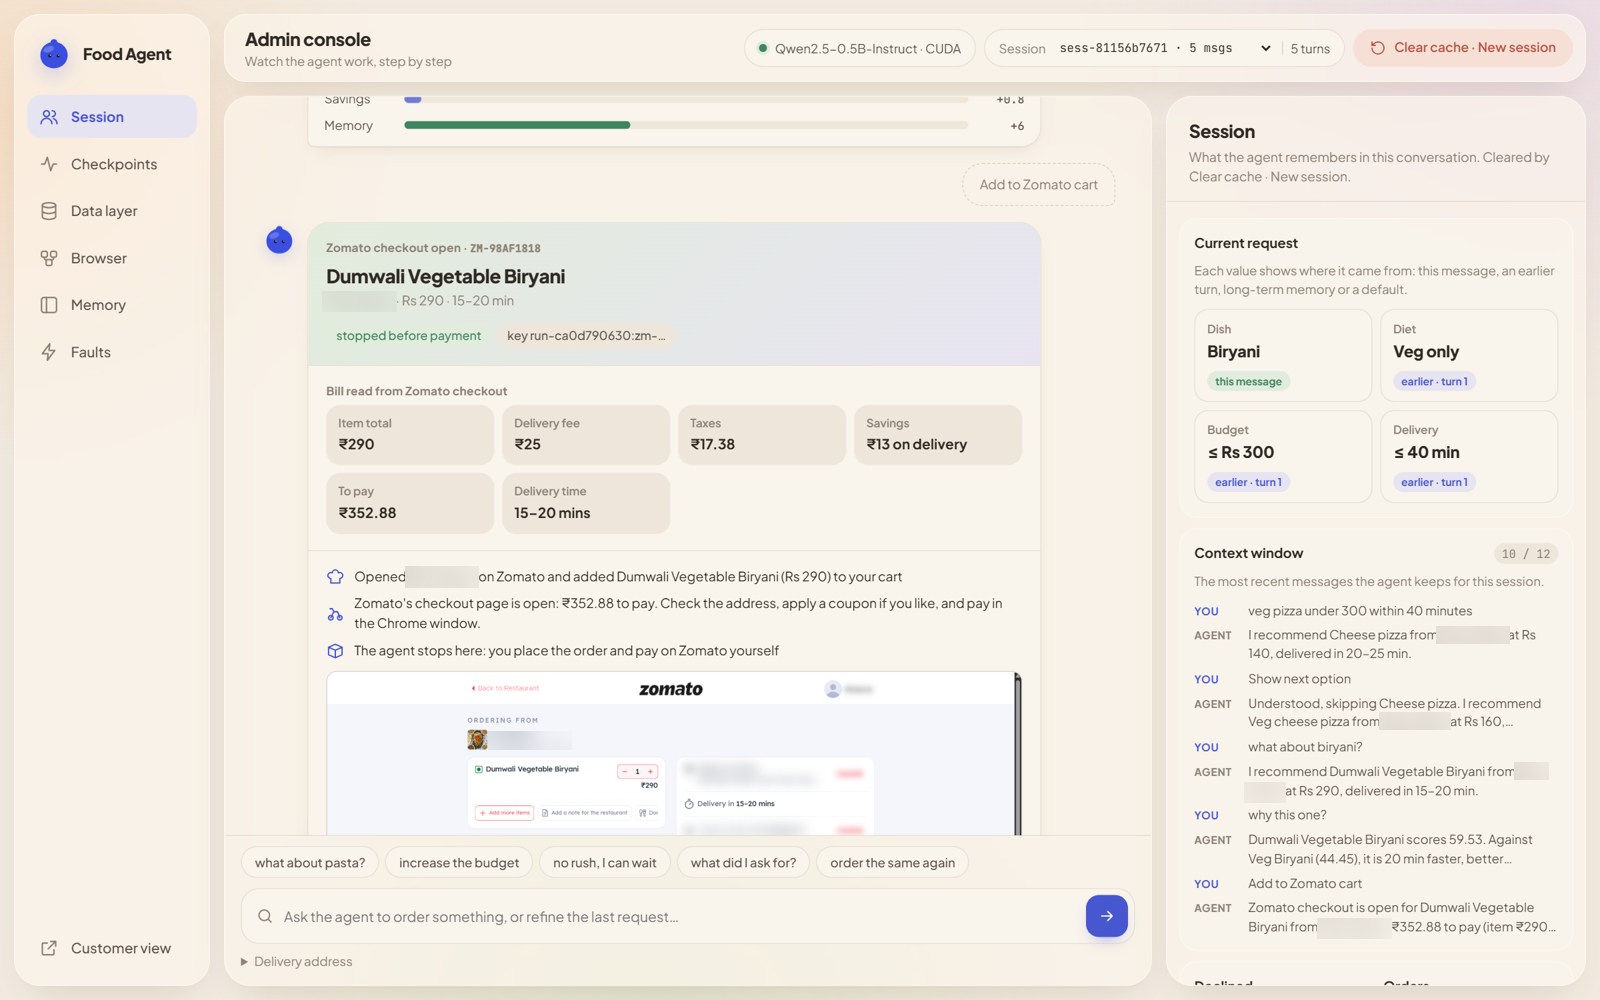 Food Agent
Session
Checkpoints
Data layer
Browser
Memory
Faults
Customer view
Admin console
Watch the agent work, step by step
Qwen2.5-0.5B-Instruct · CUDA
Session sess-81156b7671 · 5 msgs
5 turns
Clear cache · New session
Savings +0.8
Memory +6
Add to Zomato cart
Zomato checkout open · ZM-98AF1818
Dumwali Vegetable Biryani
· Rs 290 · 15–20 min
stopped before payment
key run-ca0d790630:zm-…
Bill read from Zomato checkout
Item total
₹290
Delivery fee
₹25
Taxes
₹17.38
Savings
₹13 on delivery
To pay
₹352.88
Delivery time
15–20 mins
Opened on Zomato and added Dumwali Vegetable Biryani (Rs 290) to your cart
Zomato's checkout page is open: ₹352.88 to pay. Check the address, apply a coupon if you like, and pay in
the Chrome window.
The agent stops here: you place the order and pay on Zomato yourself
Back to Restaurant
zomato
ORDERING FROM
Dumwali Vegetable Biryani
− 1 +
₹290
+ Add more items
Add a note for the restaurant
Don
Delivery in 15-20 mins
what about pasta?
increase the budget
no rush, I can wait
what did I ask for?
order the same again
Ask the agent to order something, or refine the last request…
Delivery address
Session
What the agent remembers in this conversation. Cleared by
Clear cache · New session.
Current request
Each value shows where it came from: this message, an earlier
turn, long-term memory or a default.
Dish
Biryani
this message
Diet
Veg only
earlier · turn 1
Budget
≤ Rs 300
earlier · turn 1
Delivery
≤ 40 min
earlier · turn 1
Context window
10 / 12
The most recent messages the agent keeps for this session.
YOU veg pizza under 300 within 40 minutes
AGENT I recommend Cheese pizza from at Rs
140, delivered in 20–25 min.
YOU Show next option
AGENT Understood, skipping Cheese pizza. I recommend
Veg cheese pizza from at Rs 160,…
YOU what about biryani?
AGENT I recommend Dumwali Vegetable Biryani from
at Rs 290, delivered in 15–20 min.
YOU why this one?
AGENT Dumwali Vegetable Biryani scores 59.53. Against
Veg Biryani (44.45), it is 20 min faster, better…
YOU Add to Zomato cart
AGENT Zomato checkout is open for Dumwali Vegetable
Biryani from ₹352.88 to pay (item ₹290…
Declined
Orders